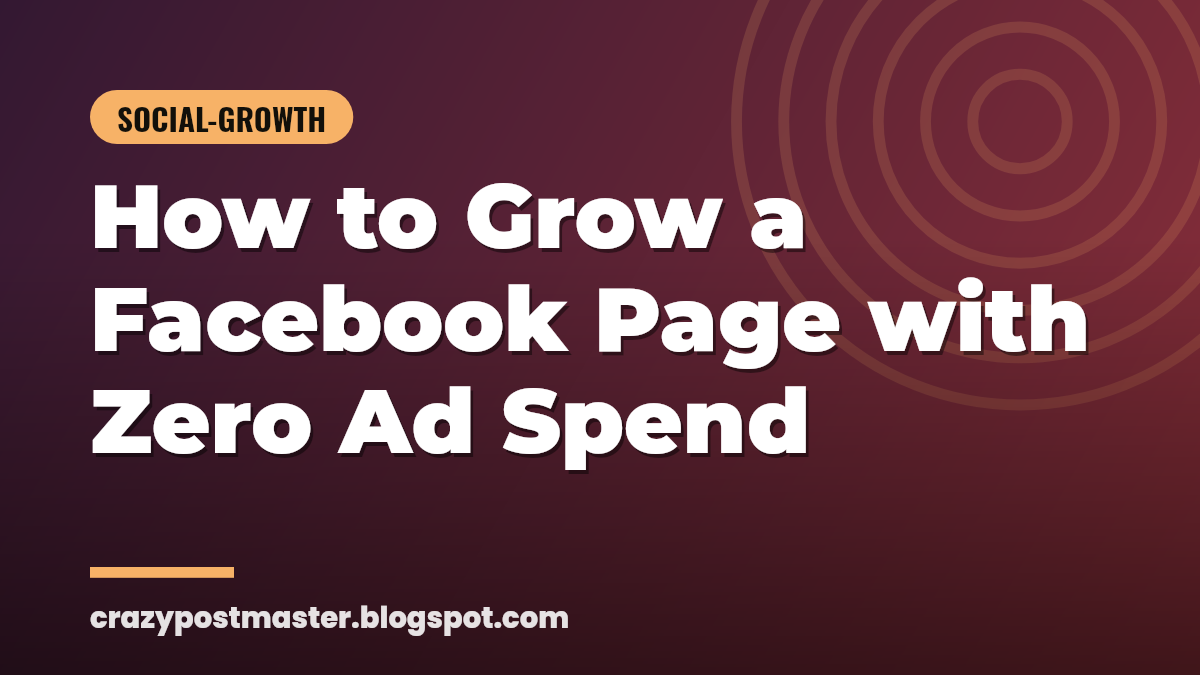 SOCIAL-GROWTH
How to Grow a
Facebook Page with
Zero Ad Spend
crazypostmaster.blogspot.com